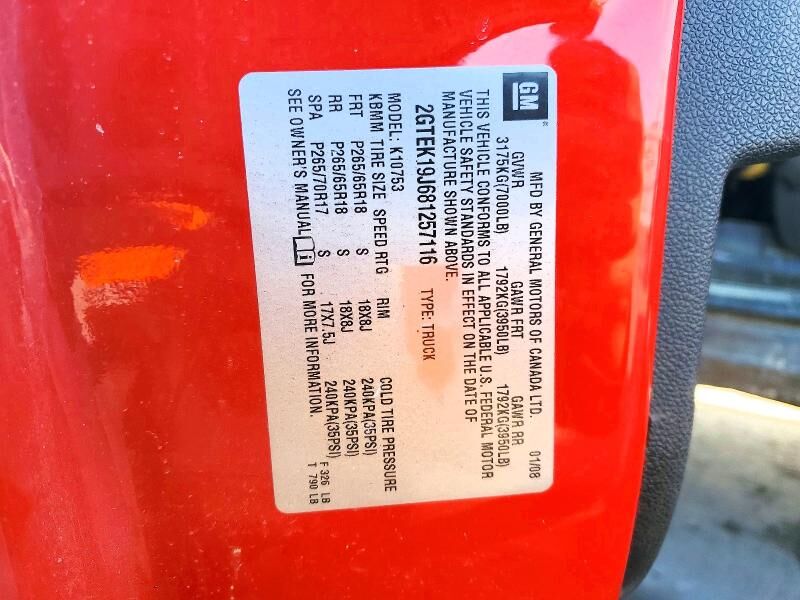 GM
MFD BY GENERAL MOTORS OF CANADA LTD. 01/08
GVWR GAWR FRT GAWR RR
3175KG(7000LB) 1792KG(3950LB) 1792KG(3950LB)
THIS VEHICLE CONFORMS TO ALL APPLICABLE U.S. FEDERAL MOTOR
VEHICLE SAFETY STANDARDS IN EFFECT ON THE DATE OF
MANUFACTURE SHOWN ABOVE.
2GTEK19J681257116 TYPE: TRUCK
MODEL: K10753
KBMM TIRE SIZE SPEED RTG RIM COLD TIRE PRESSURE
FRT P265/65R18 S 18X8J 240KPA(35PSI)
RR P265/65R18 S 18X8J 240KPA(35PSI)
SPA P265/70R17 S 17X7.5J 240KPA(35PSI) F 326 LB
SEE OWNER'S MANUAL FOR MORE INFORMATION. T 790 LB